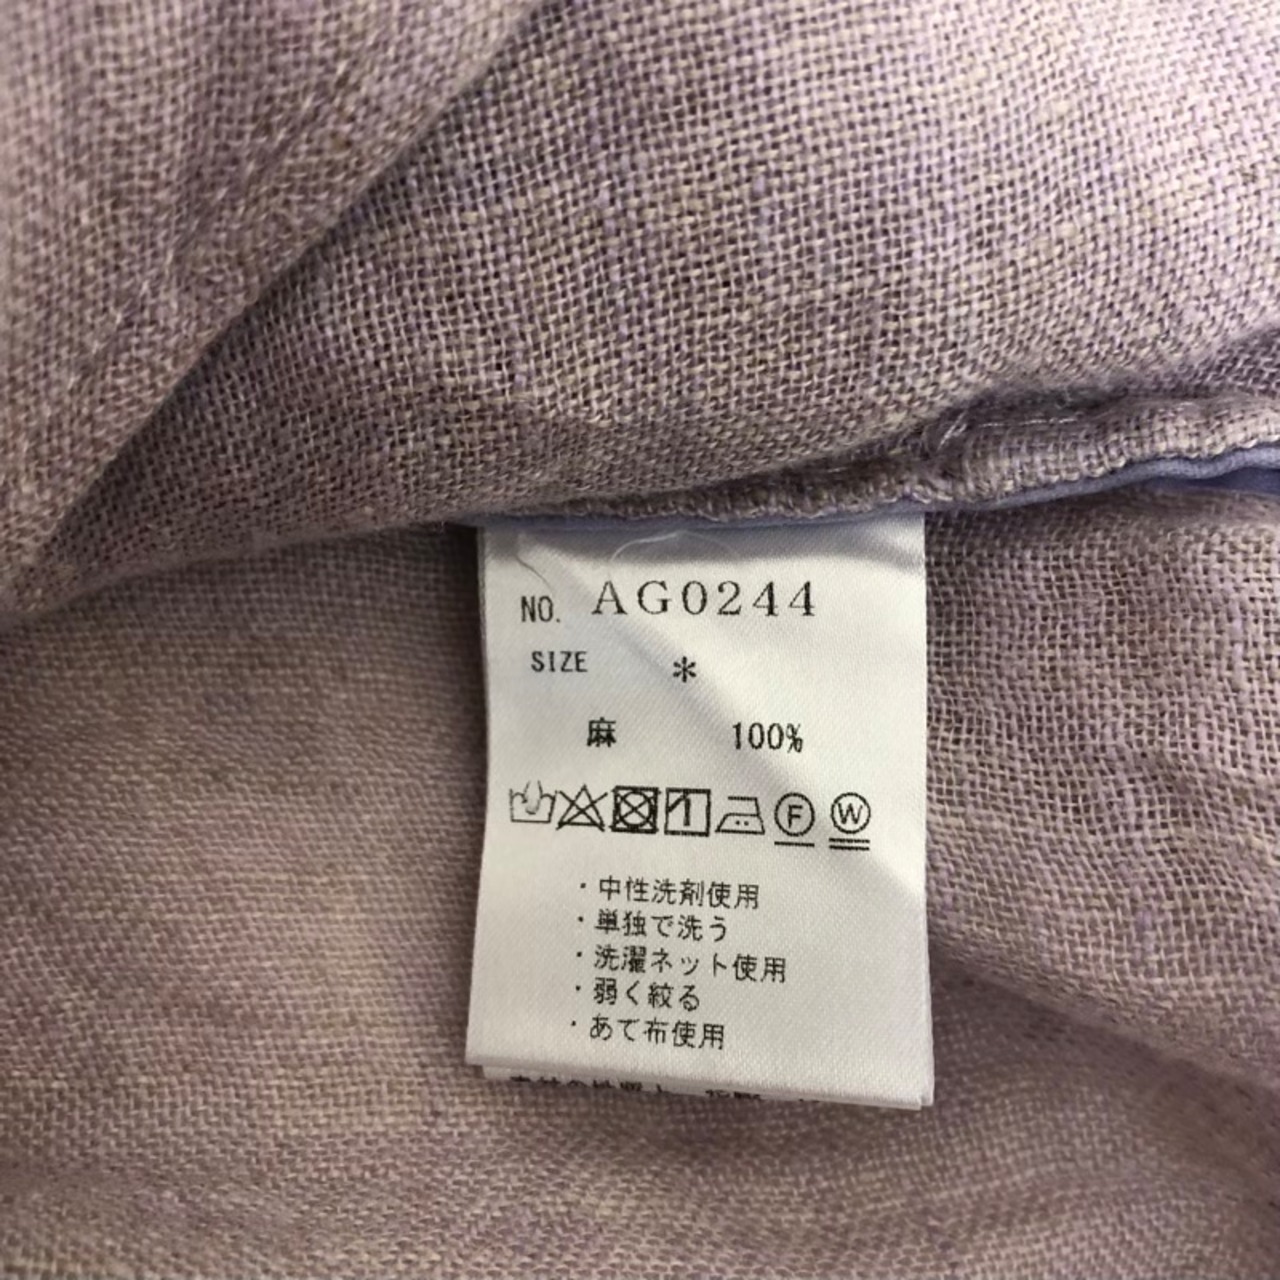 NO. AG0244
SIZE *
麻 100%
F W
・中性洗剤使用
・単独で洗う
・洗濯ネット使用
・弱く絞る
・あて布使用